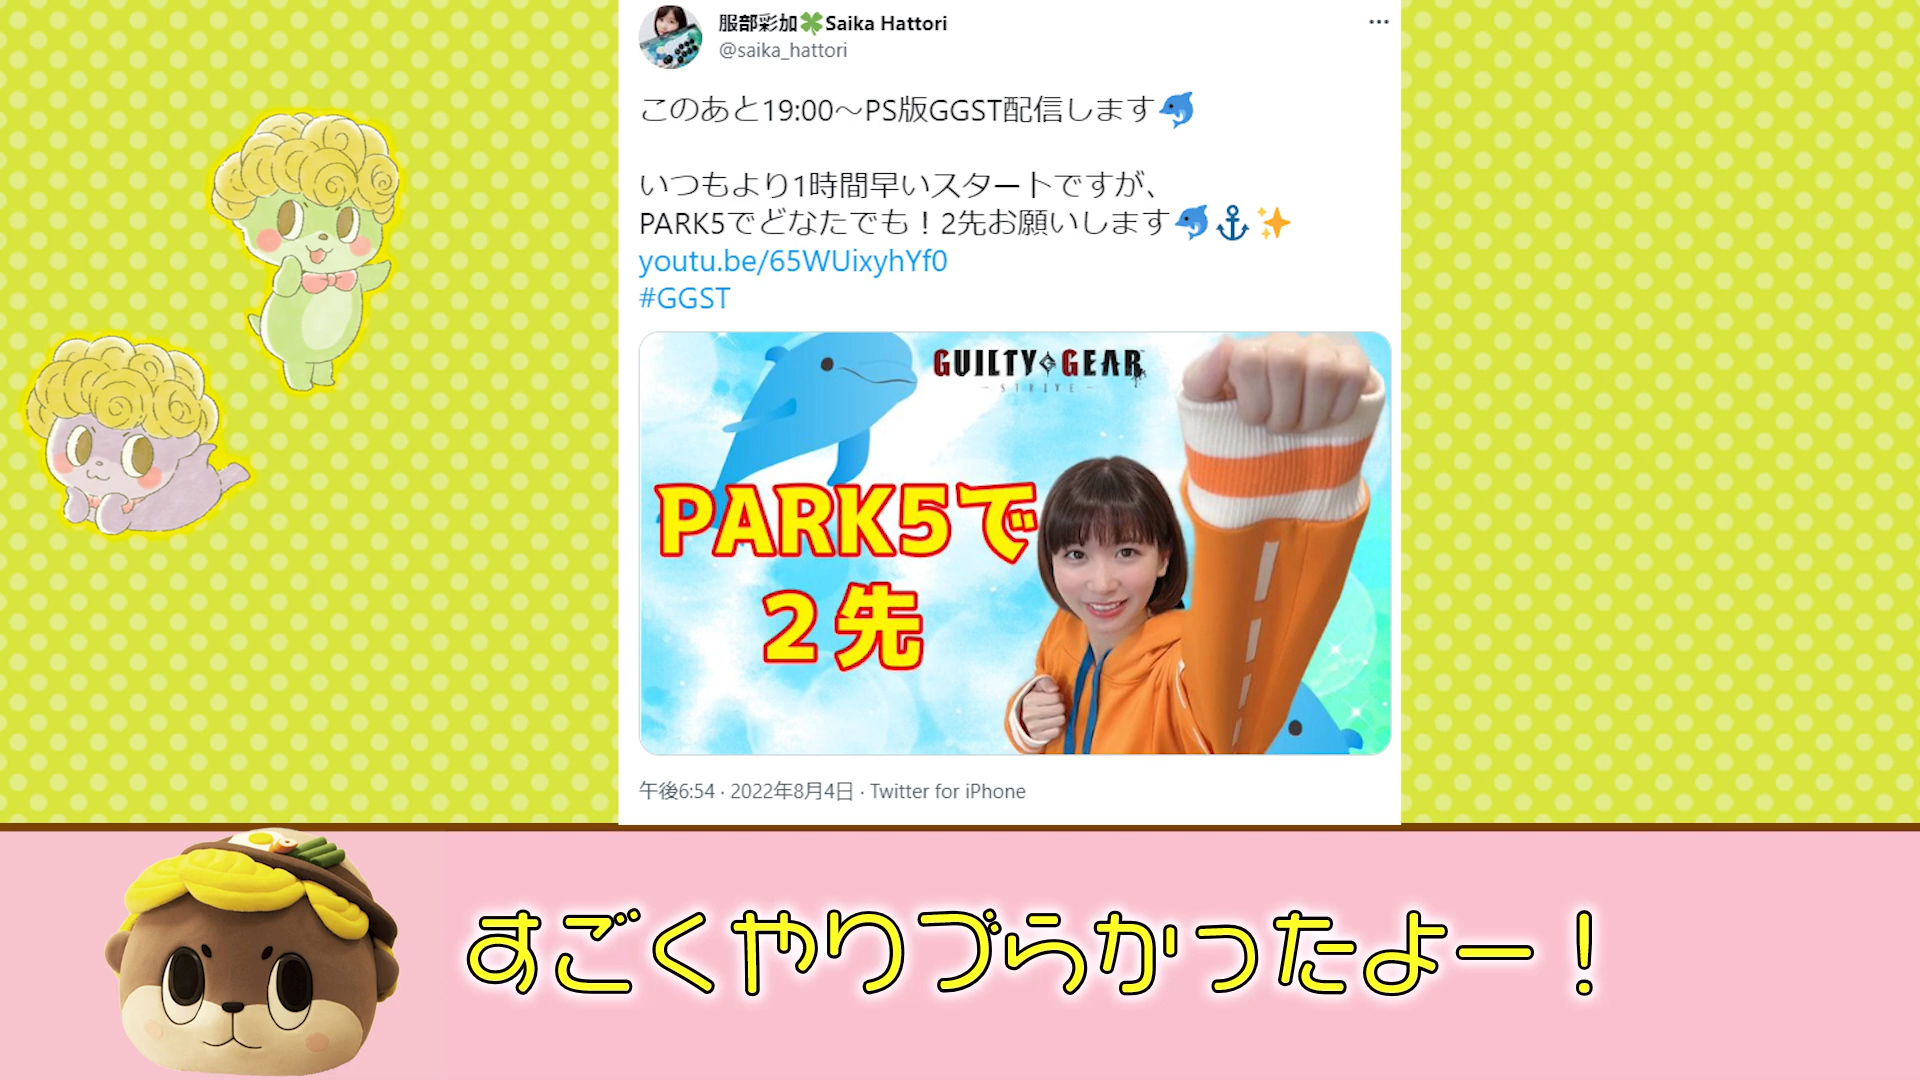 服部彩加🍀Saika Hattori
@saika_hattori
このあと19:00～PS版GGST配信します🐬
いつもより1時間早いスタートですが、
PARK5でどなたでも！2先お願いします🐬⚓✨
youtu.be/65WUixyhYf0
#GGST
GUILTY GEAR
- STRIVE -
PARK5で
2先
午後6:54 · 2022年8月4日 · Twitter for iPhone
すごくやりづらかったよー！